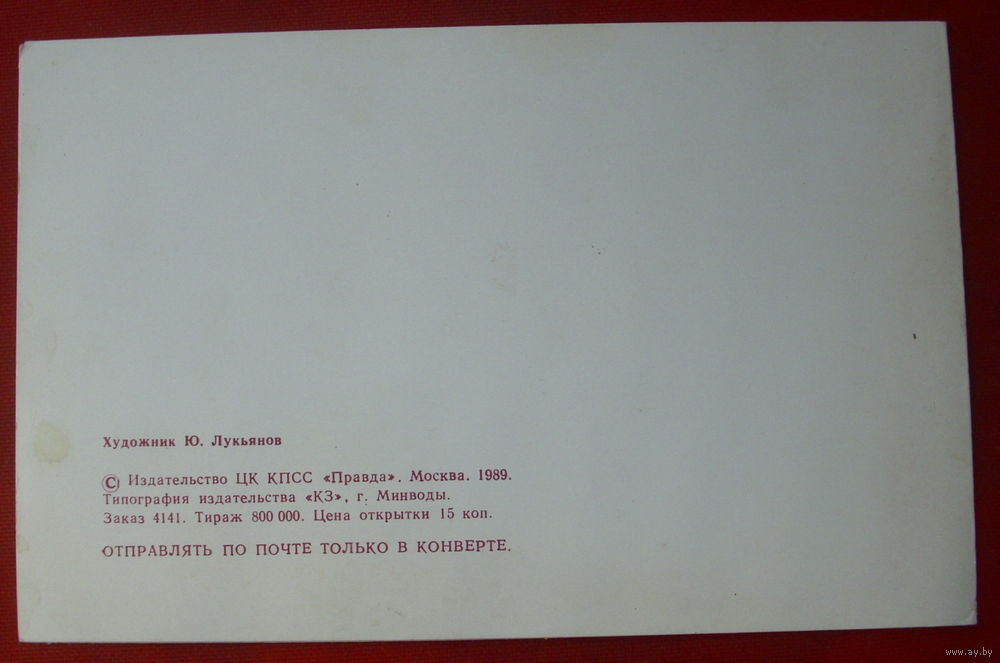 Художник Ю. Лукьянов
© Издательство ЦК КПСС «Правда». Москва. 1989.
Типография издательства «КЗ», г. Минводы.
Заказ 4141. Тираж 800 000. Цена открытки 15 коп.
ОТПРАВЛЯТЬ ПО ПОЧТЕ ТОЛЬКО В КОНВЕРТЕ.
www.ay.by